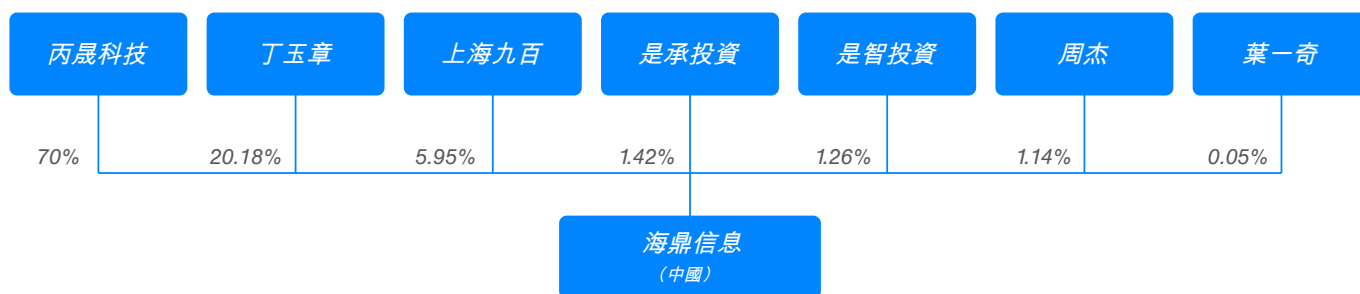 丙晟科技 丁玉章 上海九百 是承投資 是智投資 周杰 葉一奇
70% 20.18% 5.95% 1.42% 1.26% 1.14% 0.05%
海鼎信息
（中國）